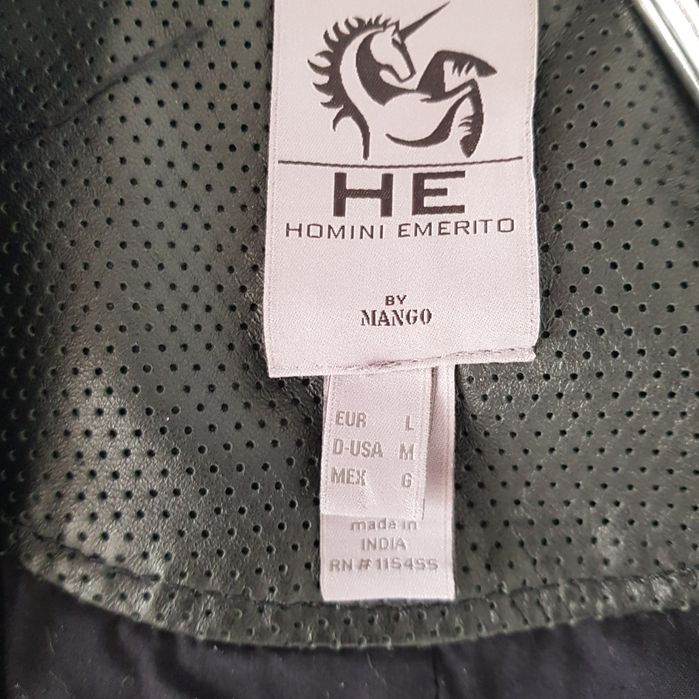 HE
HOMINI EMERITO
BY
MANGO
EUR L
D-USA M
MEX G
made in
INDIA
RN # 115455